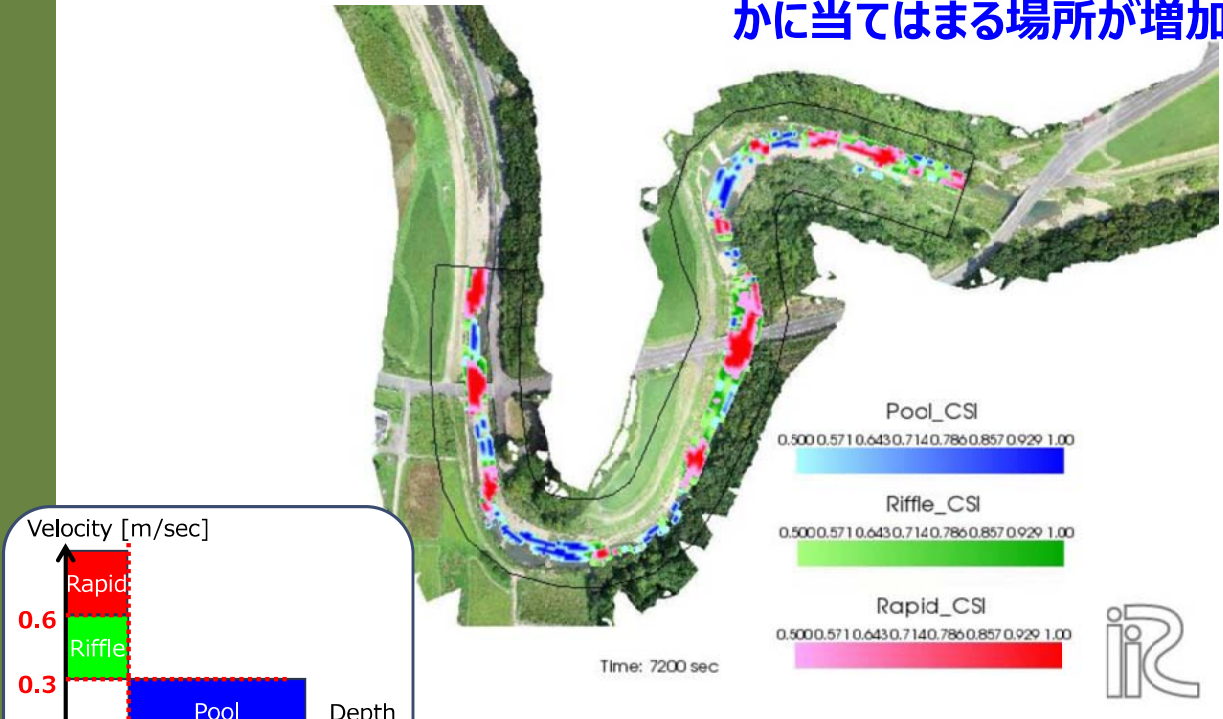 かに当てはまる場所が増加
Pool_CSI
0.500 0.571 0.643 0.714 0.786 0.857 0.929 1.00
Riffle_CSI
0.500 0.571 0.643 0.714 0.786 0.857 0.929 1.00
Rapid_CSI
0.500 0.571 0.643 0.714 0.786 0.857 0.929 1.00
Time: 7200 sec
iRIC
Velocity [m/sec]
Rapid
0.6
Riffle
0.3
Pool
Depth